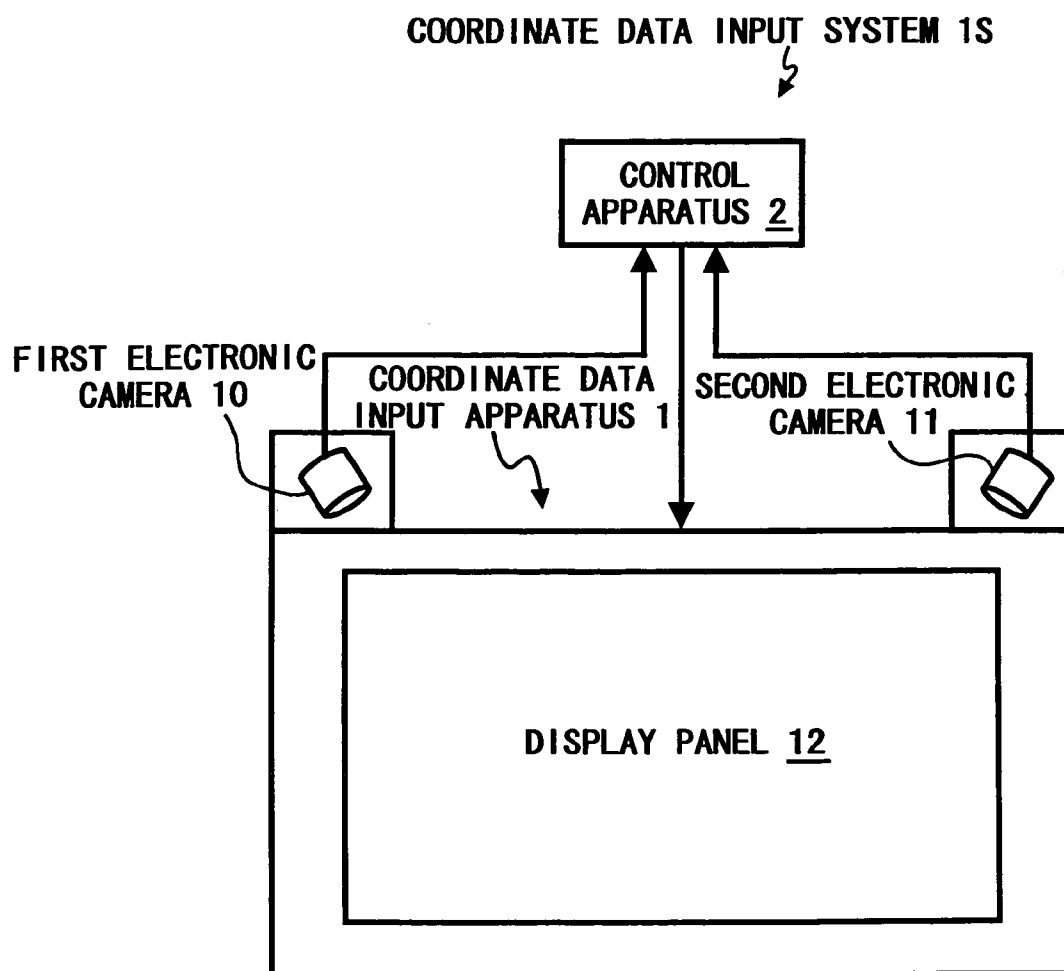 COORDINATE DATA INPUT SYSTEM 1S
CONTROL
APPARATUS 2
FIRST ELECTRONIC
CAMERA 10
COORDINATE DATA
INPUT APPARATUS 1
SECOND ELECTRONIC
CAMERA 11
DISPLAY PANEL 12